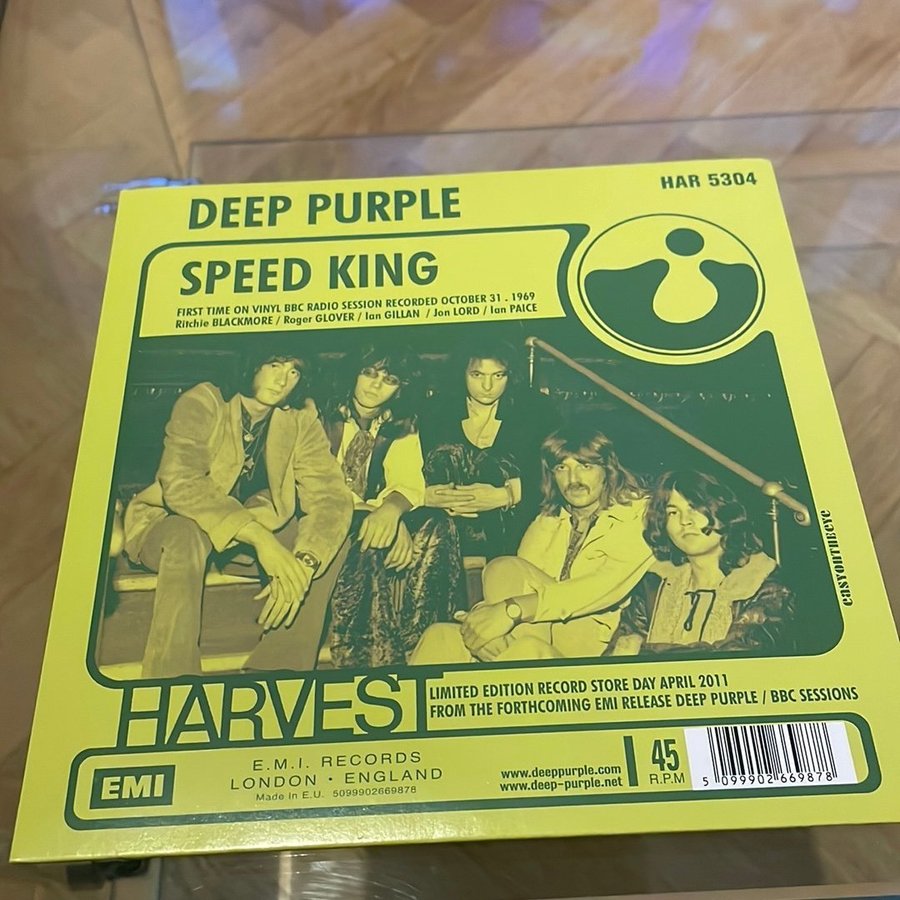 HAR 5304
DEEP PURPLE
SPEED KING
FIRST TIME ON VINYL BBC RADIO SESSION RECORDED OCTOBER 31 . 1969
Ritchie BLACKMORE / Roger GLOVER / Ian GILLAN / Jon LORD / Ian PAICE
easyontheeye
HARVEST
LIMITED EDITION RECORD STORE DAY APRIL 2011
FROM THE FORTHCOMING EMI RELEASE DEEP PURPLE / BBC SESSIONS
EMI
E.M.I. RECORDS
LONDON • ENGLAND
Made in E.U. 5099902669878
www.deeppurple.com
www.deep-purple.net
45
R.P.M
5 099902 669878